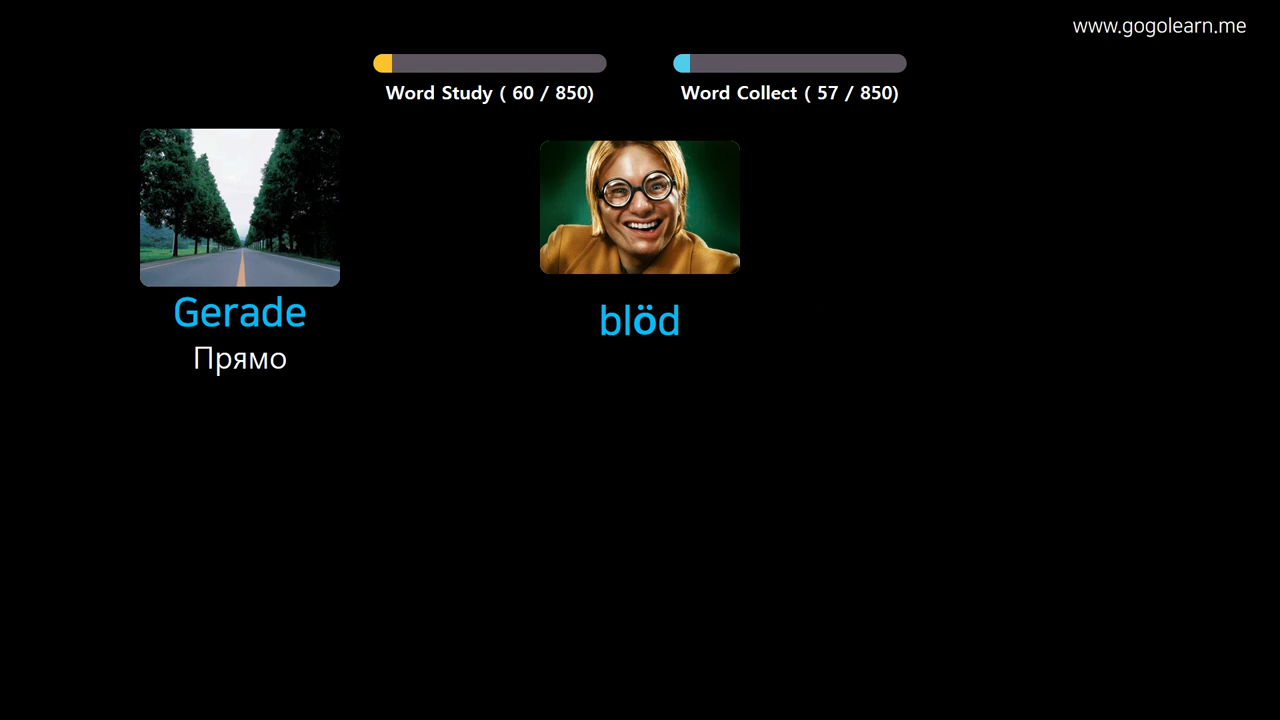 www.gogolearn.me
Word Study ( 60 / 850)
Word Collect ( 57 / 850)
Gerade
Прямо
blöd